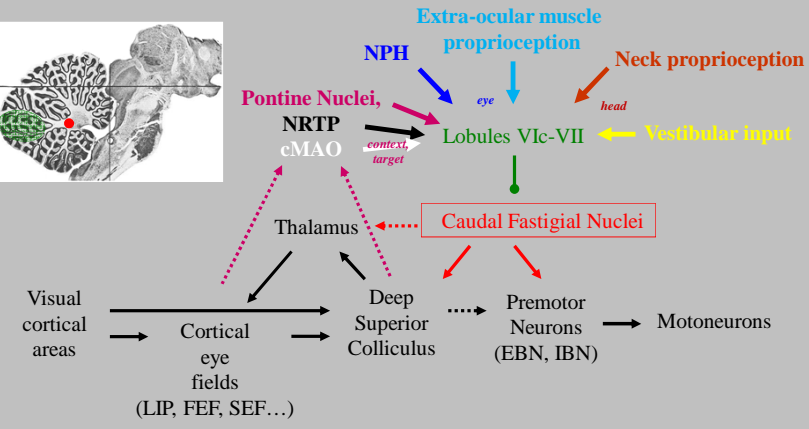 Extra-ocular muscle
proprioception
NPH
Neck proprioception
Pontine Nuclei,
eye
head
NRTP
Lobules VIc-VII
Vestibular input
cMAO
context,
target
Thalamus
Caudal Fastigial Nuclei
Visual
cortical
areas
Cortical
eye
fields
(LIP, FEF, SEF…)
Deep
Superior
Colliculus
Premotor
Neurons
(EBN, IBN)
Motoneurons